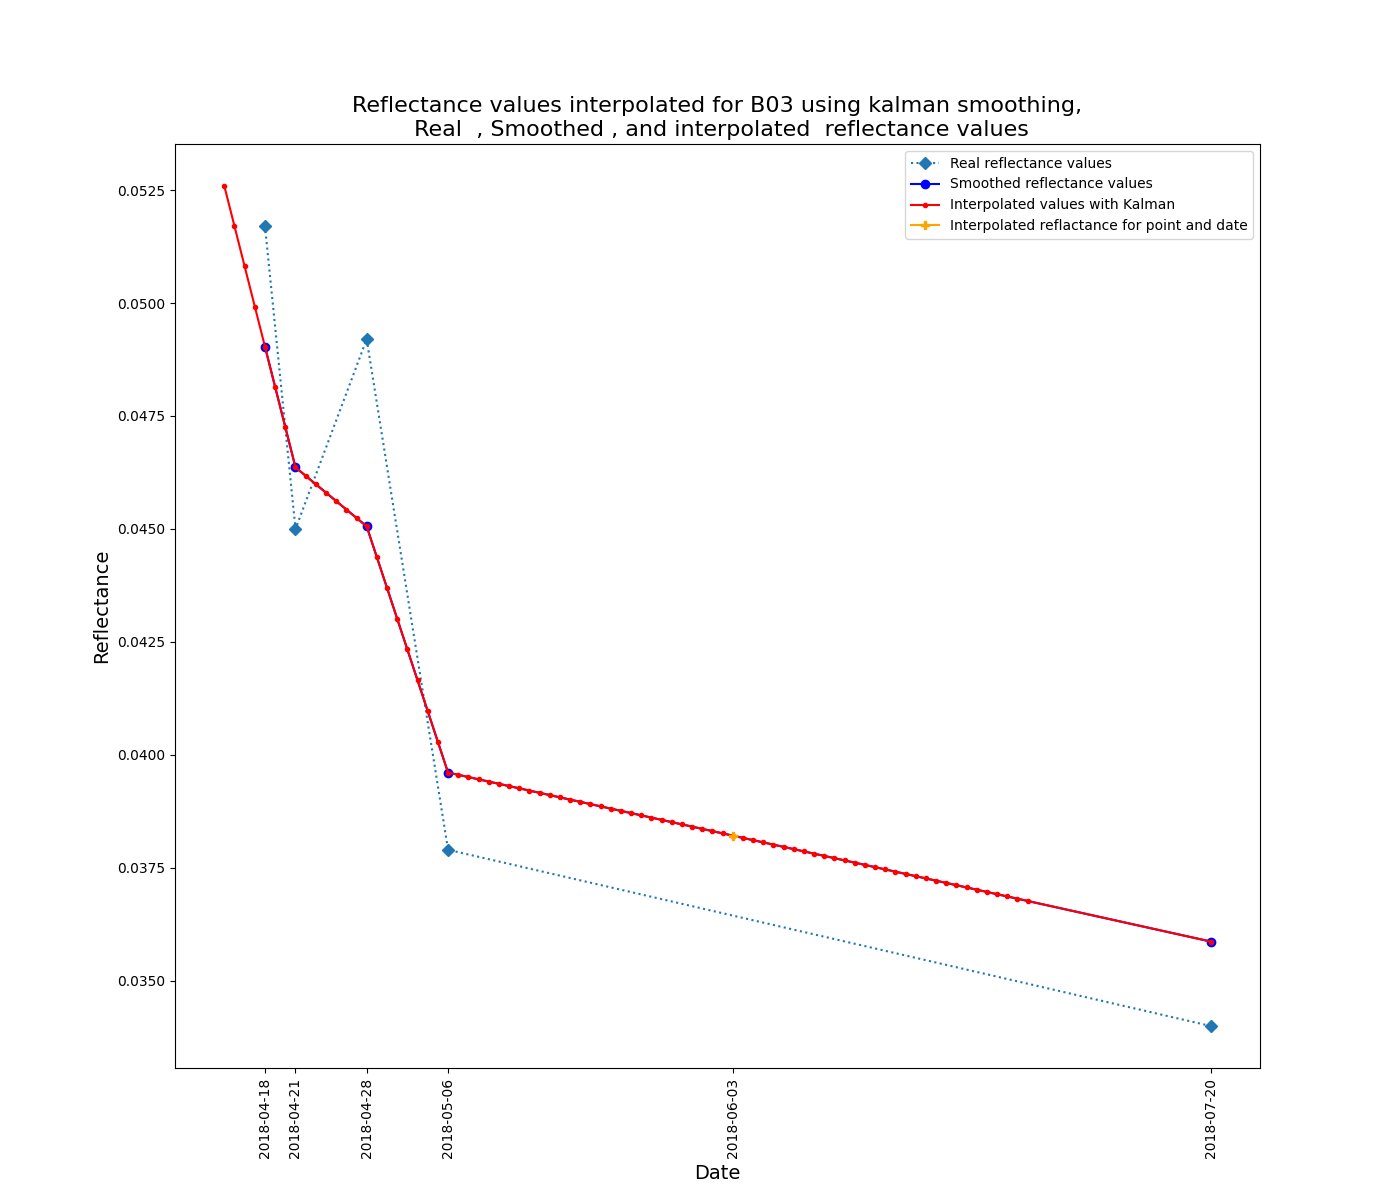 Reflectance values interpolated for B03 using kalman smoothing,
Real , Smoothed , and interpolated reflectance values
Real reflectance values
Smoothed reflectance values
Interpolated values with Kalman
Interpolated reflactance for point and date
Reflectance
0.0525
0.0500
0.0475
0.0450
0.0425
0.0400
0.0375
0.0350
2018-04-18
2018-04-21
2018-04-28
2018-05-06
2018-06-03
2018-07-20
Date